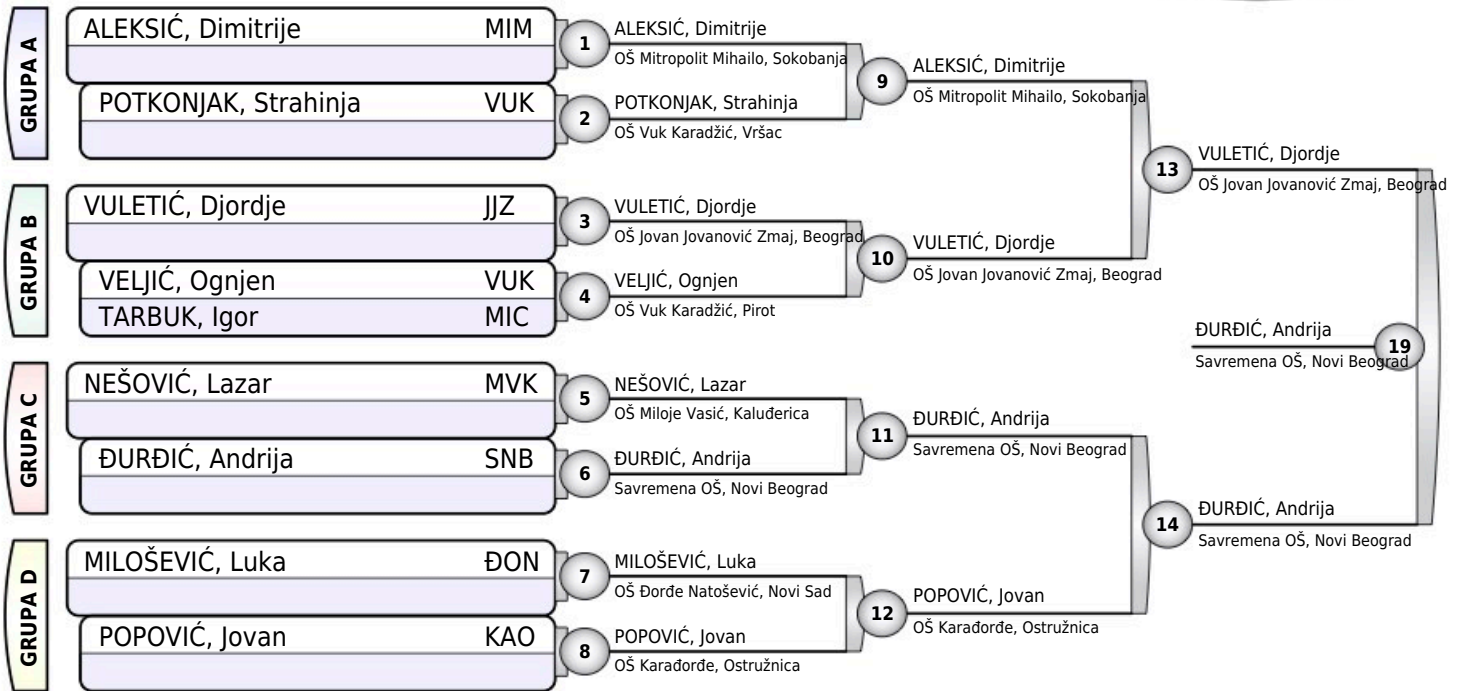 GRUPA A
ALEKSIĆ, Dimitrije MIM
POTKONJAK, Strahinja VUK
GRUPA B
VULETIĆ, Djordje JJZ
VELJIĆ, Ognjen VUK
TARBUK, Igor MIC
GRUPA C
NEŠOVIĆ, Lazar MVK
ĐURĐIĆ, Andrija SNB
GRUPA D
MILOŠEVIĆ, Luka ĐON
POPOVIĆ, Jovan KAO
1
ALEKSIĆ, Dimitrije
OŠ Mitropolit Mihailo, Sokobanja
2
POTKONJAK, Strahinja
OŠ Vuk Karadžić, Vršac
3
VULETIĆ, Djordje
OŠ Jovan Jovanović Zmaj, Beograd
4
VELJIĆ, Ognjen
OŠ Vuk Karadžić, Pirot
5
NEŠOVIĆ, Lazar
OŠ Miloje Vasić, Kaluđerica
6
ĐURĐIĆ, Andrija
Savremena OŠ, Novi Beograd
7
MILOŠEVIĆ, Luka
OŠ Đorđe Natošević, Novi Sad
8
POPOVIĆ, Jovan
OŠ Karađorđe, Ostružnica
9
ALEKSIĆ, Dimitrije
OŠ Mitropolit Mihailo, Sokobanja
10
VULETIĆ, Djordje
OŠ Jovan Jovanović Zmaj, Beograd
11
ĐURĐIĆ, Andrija
Savremena OŠ, Novi Beograd
12
POPOVIĆ, Jovan
OŠ Karađorđe, Ostružnica
13
VULETIĆ, Djordje
OŠ Jovan Jovanović Zmaj, Beograd
14
ĐURĐIĆ, Andrija
Savremena OŠ, Novi Beograd
ĐURĐIĆ, Andrija
19
Savremena OŠ, Novi Beograd